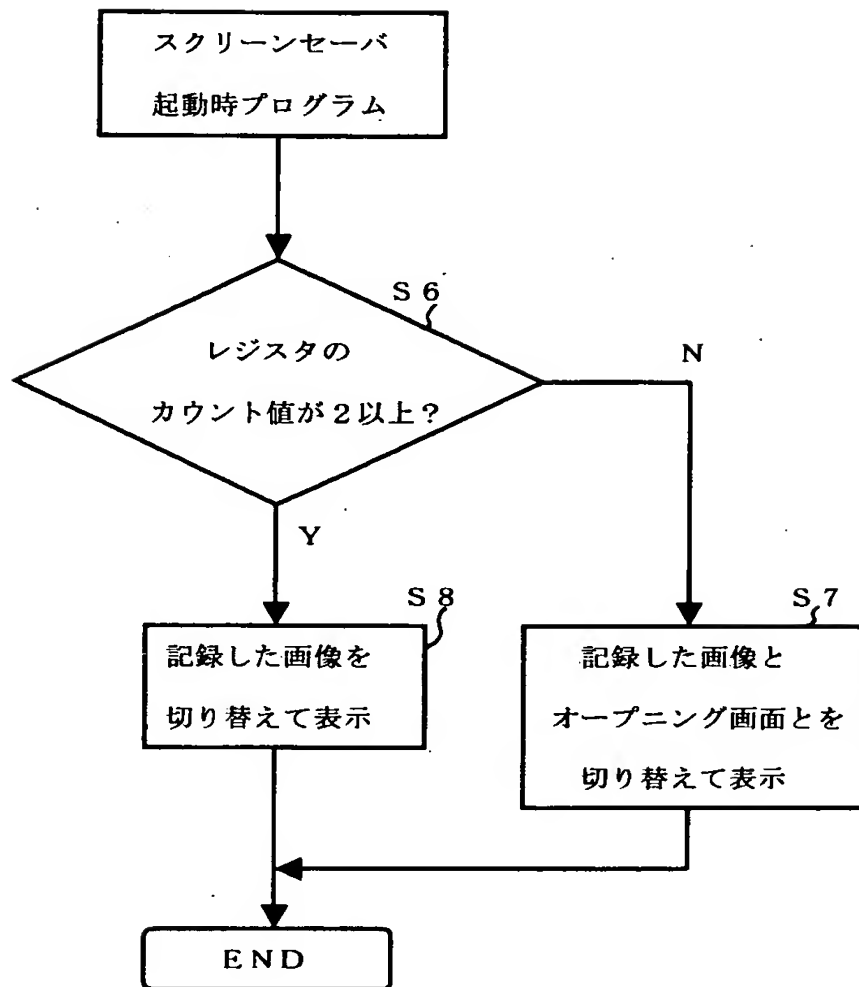 スクリーンセーバ
起動時プログラム
S6
レジスタの
カウント値が2以上？
N
Y
S8
記録した画像を
切り替えて表示
S7
記録した画像と
オープニング画面とを
切り替えて表示
END